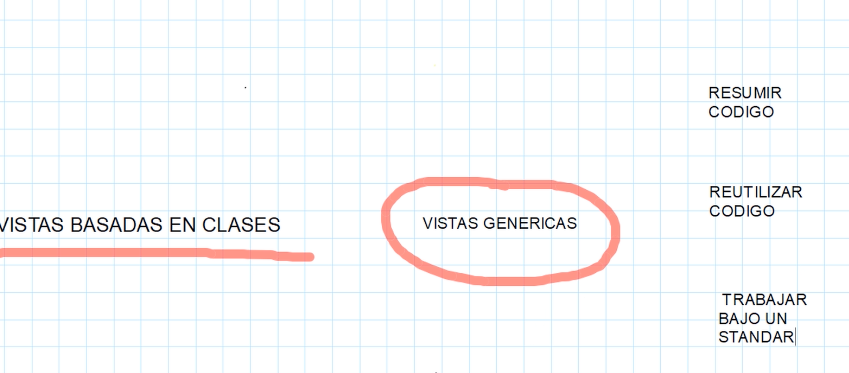 RESUMIR
CODIGO
REUTILIZAR
CODIGO
VISTAS BASADAS EN CLASES
VISTAS GENERICAS
TRABAJAR
BAJO UN
STANDAR